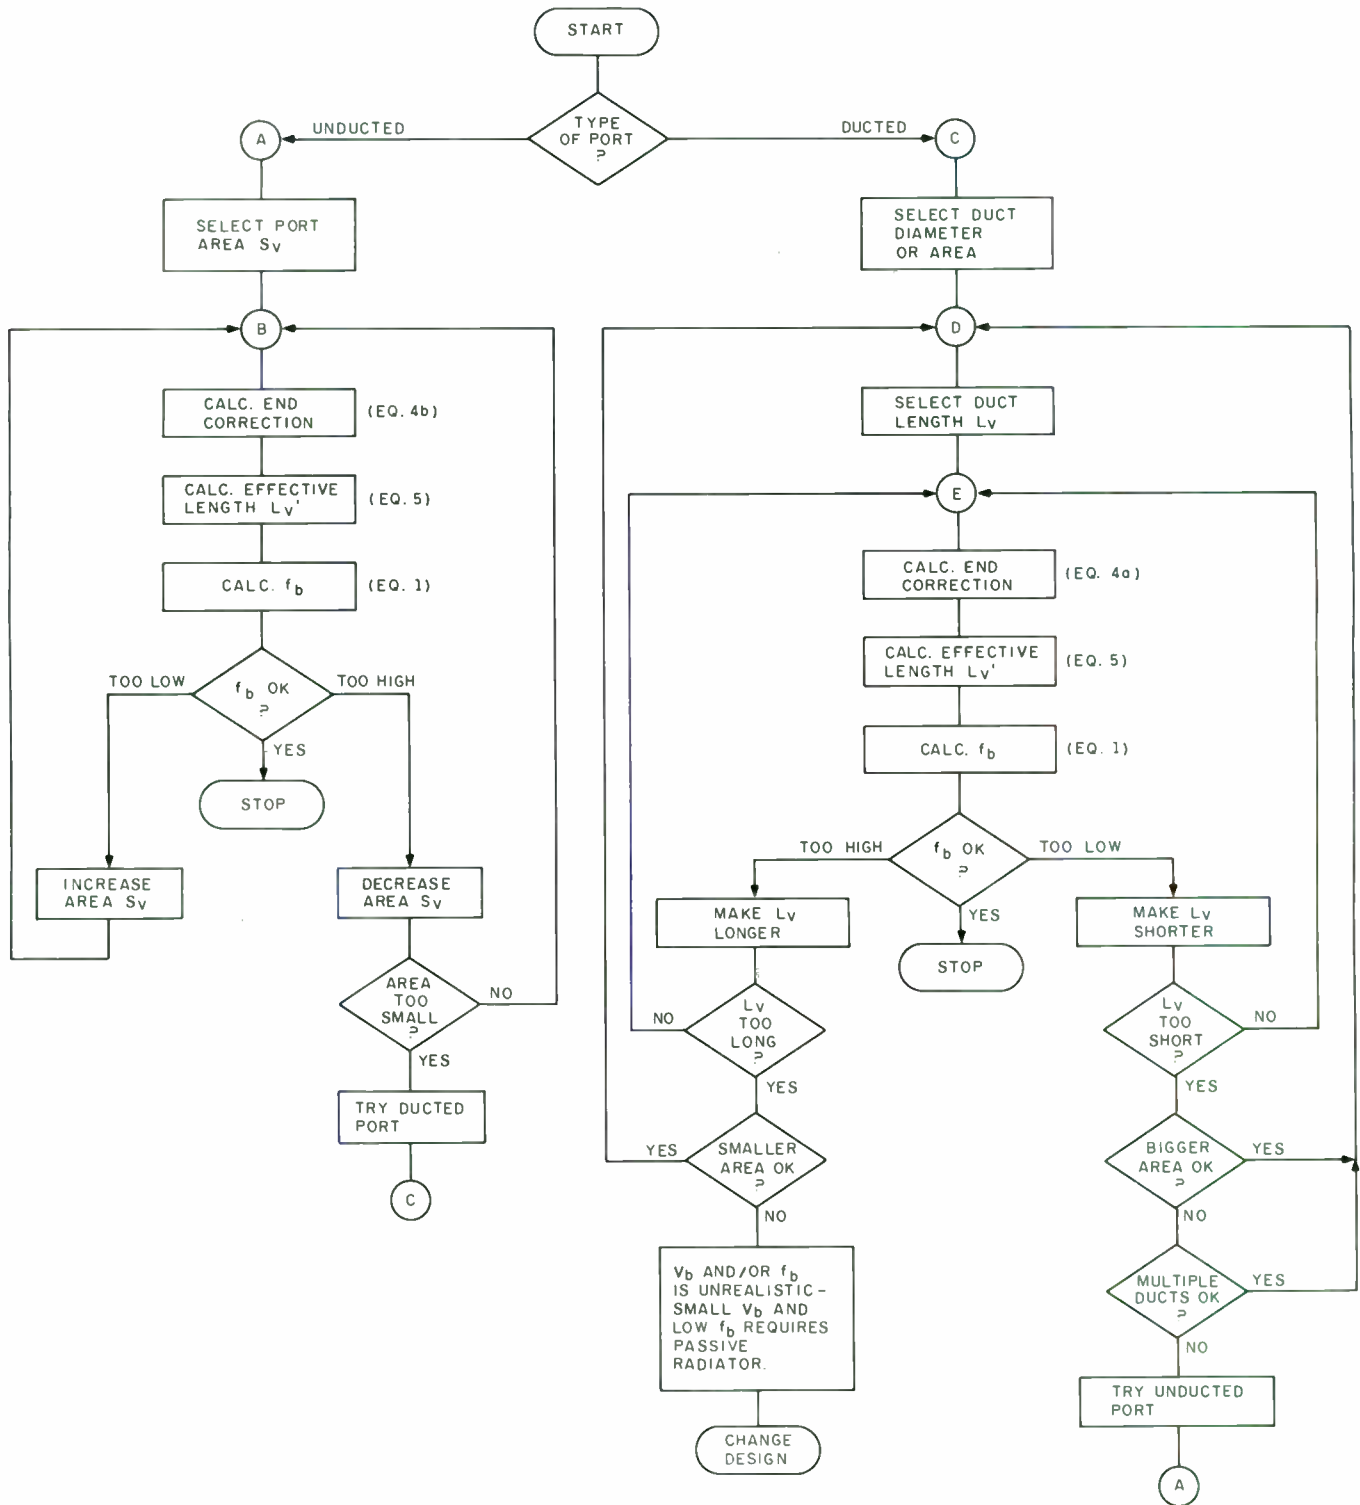 START
TYPE
OF PORT
?
UNDUCTED
DUCTED
A
C
SELECT PORT
AREA Sv
SELECT DUCT
DIAMETER
OR AREA
B
D
CALC. END
CORRECTION
(EQ. 4b)
SELECT DUCT
LENGTH Lv
CALC. EFFECTIVE
LENGTH Lv'
(EQ. 5)
E
CALC. fb
(EQ. 1)
CALC. END
CORRECTION
(EQ. 4a)
CALC. EFFECTIVE
LENGTH Lv'
(EQ. 5)
TOO LOW
fb OK
?
TOO HIGH
YES
STOP
CALC. fb
(EQ. 1)
TOO HIGH
fb OK
?
TOO LOW
YES
STOP
INCREASE
AREA Sv
DECREASE
AREA Sv
MAKE Lv
LONGER
MAKE Lv
SHORTER
AREA
TOO
SMALL
?
NO
YES
Lv
TOO
LONG
?
NO
YES
Lv
TOO
SHORT
?
NO
YES
TRY DUCTED
PORT
C
SMALLER
AREA OK
?
YES
NO
BIGGER
AREA OK
?
YES
NO
Vb AND/OR fb
IS UNREALISTIC-
SMALL Vb AND
LOW fb REQUIRES
PASSIVE
RADIATOR.
MULTIPLE
DUCTS OK
?
YES
NO
CHANGE
DESIGN
TRY UNDUCTED
PORT
A